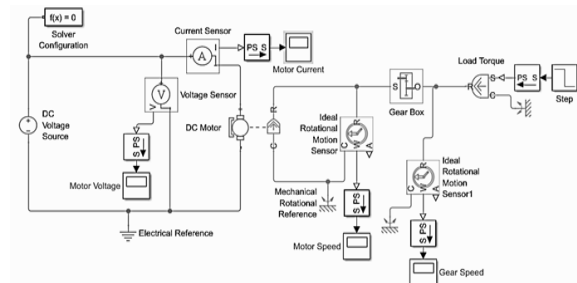 f(x) = 0
Solver
Configuration
Current Sensor
I
A
PS S
Motor Current
Load Torque
V
V
Voltage Sensor
DC
Voltage
Source
S PS
Motor Voltage
DC Motor
R
C
S O
Gear Box
R
S
C
PS S
Step
Ideal
Rotational
Motion
Sensor
C R
W A
Ideal
Rotational
Motion
Sensor1
C R
W A
Mechanical
Rotational
Reference
S PS
Motor Speed
S PS
Gear Speed
Electrical Reference